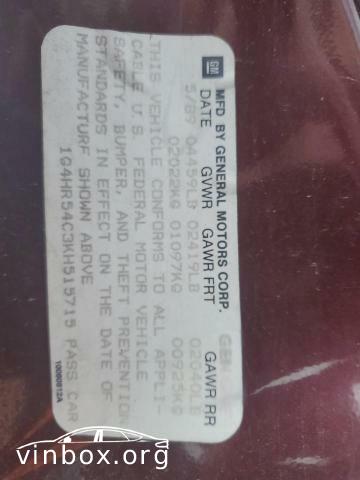 GM MFD BY GENERAL MOTORS CORP.
DATE GVWR GAWR FRT GAWR RR
5/89 04459LB 02419LB 02040LB
02022KG 01097KG 00925KG
THIS VEHICLE CONFORMS TO ALL APPLI-
CABLE U.S. FEDERAL MOTOR VEHICLE
SAFETY, BUMPER, AND THEFT PREVENTION
STANDARDS IN EFFECT ON THE DATE OF
MANUFACTURE SHOWN ABOVE
1G4HR54C3KH515715 PASS CAR
10080812A
vinbox.org